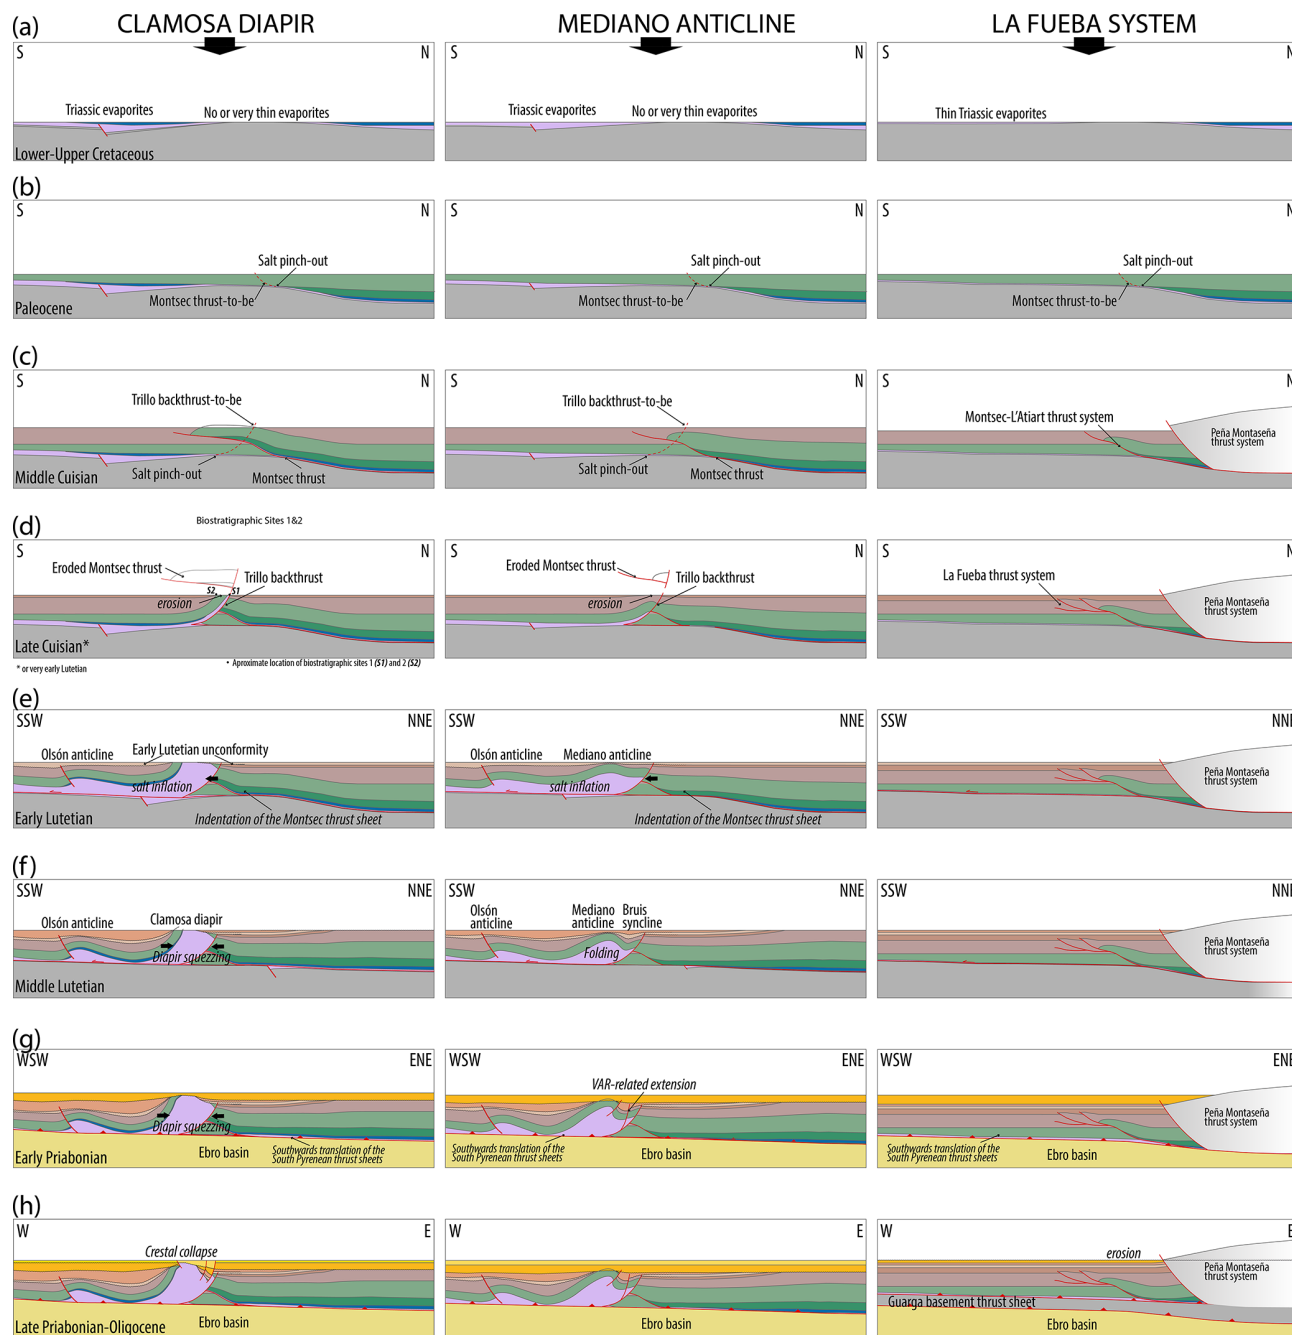 (a)
CLAMOSA DIAPIR
MEDIANO ANTICLINE
LA FUEBA SYSTEM
S
N
S
N
S
N
Triassic evaporites
No or very thin evaporites
Triassic evaporites
No or very thin evaporites
Thin Triassic evaporites
Lower-Upper Cretaceous
(b)
S
N
S
N
S
N
Salt pinch-out
Salt pinch-out
Salt pinch-out
Montsec thrust-to-be
Montsec thrust-to-be
Montsec thrust-to-be
Paleocene
(c)
S
N
S
N
S
N
Trillo backthrust-to-be
Trillo backthrust-to-be
Montsec-L'Atiart thrust system
Peña Montaseña
thrust system
Salt pinch-out
Montsec thrust
Salt pinch-out
Montsec thrust
Middle Cuisian
(d)
Biostratigraphic Sites 1&2
S
N
S
N
S
N
Eroded Montsec thrust
Trillo backthrust
S2
S1
erosion
Eroded Montsec thrust
Trillo backthrust
erosion
La Fueba thrust system
Peña Montaseña
thrust system
Late Cuisian*
* or very early Lutetian
• Aproximate location of biostratigraphic sites 1 (S1) and 2 (S2)
(e)
SSW
NNE
SSW
NNE
SSW
NNE
Olsón anticline
Early Lutetian unconformity
Olsón anticline
Mediano anticline
Peña Montaseña
thrust system
salt inflation
salt inflation
Indentation of the Montsec thrust sheet
Indentation of the Montsec thrust sheet
Early Lutetian
(f)
SSW
NNE
SSW
NNE
SSW
NNE
Olsón anticline
Clamosa diapir
Diapir squezzing
Olsón
anticline
Mediano
anticline
Bruis
syncline
Folding
Peña Montaseña
thrust system
Middle Lutetian
(g)
WSW
ENE
WSW
ENE
WSW
ENE
Diapir squezzing
VAR-related extension
Peña Montaseña
thrust system
Early Priabonian
Ebro basin
Southwards translation of the
South Pyrenean thrust sheets
Southwards translation of the
South Pyrenean thrust sheets
Ebro basin
Southwards translation of the
South Pyrenean thrust sheets
Ebro basin
(h)
W
E
W
E
W
E
Crestal collapse
erosion
Peña Montaseña
thrust system
Guarga basement thrust sheet
Late Priabonian-Oligocene
Ebro basin
Ebro basin
Ebro basin